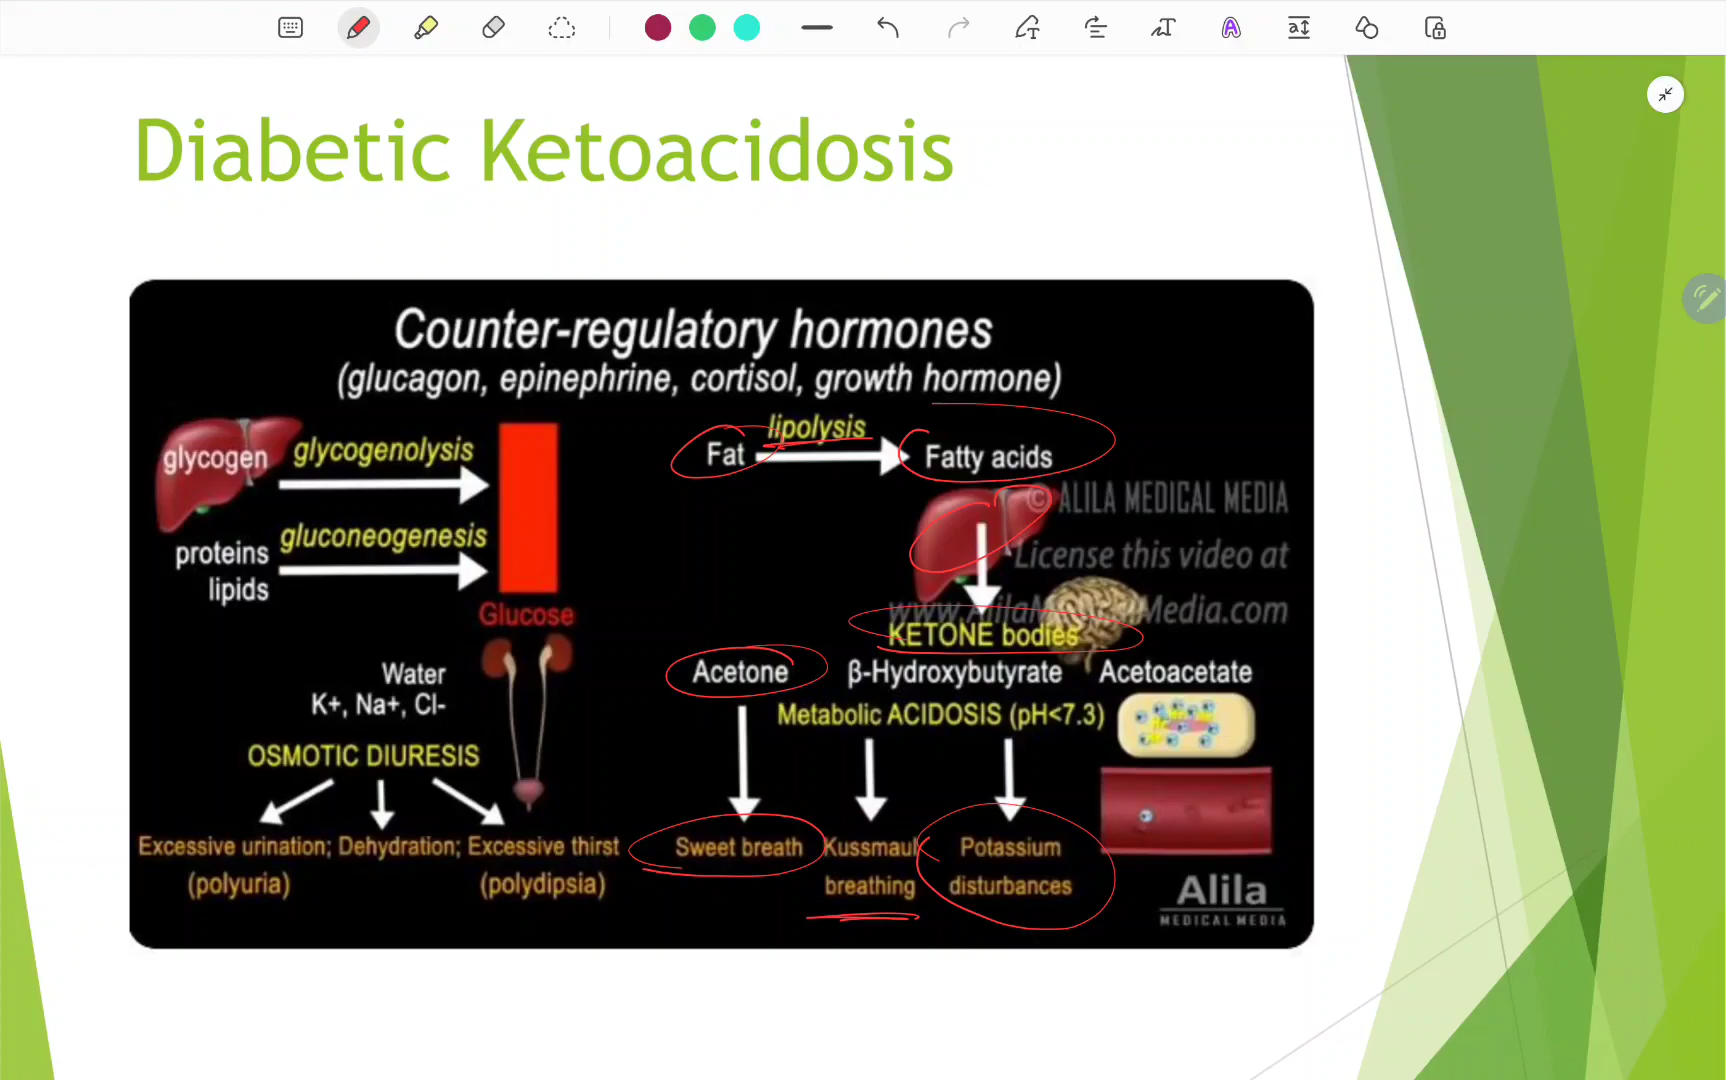 Diabetic Ketoacidosis
Counter-regulatory hormones
(glucagon, epinephrine, cortisol, growth hormone)
glycogen
glycogenolysis
proteins
lipids
gluconeogenesis
Glucose
Water
K+, Na+, Cl-
OSMOTIC DIURESIS
Excessive urination; Dehydration; Excessive thirst
(polyuria)
(polydipsia)
Fat
lipolysis
Fatty acids
© ALILA MEDICAL MEDIA
License this video at
www.AlilaMedicalMedia.com
KETONE bodies
Acetone
β-Hydroxybutyrate
Acetoacetate
Metabolic ACIDOSIS (pH<7.3)
Sweet breath
Kussmaul
breathing
Potassium
disturbances
Alila
MEDICAL MEDIA